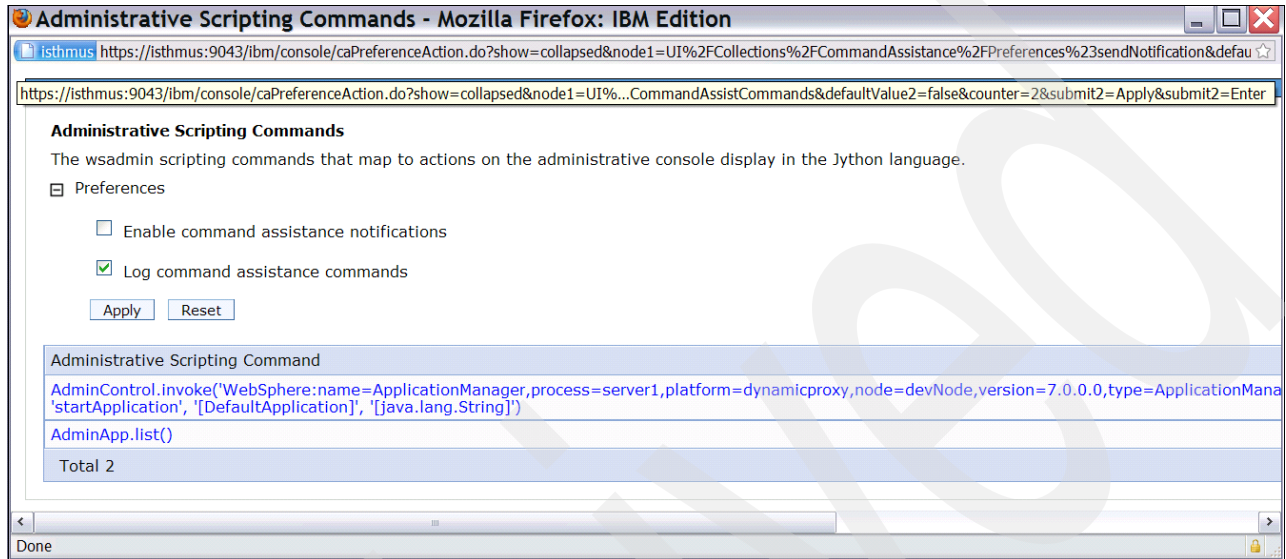 Administrative Scripting Commands - Mozilla Firefox: IBM Edition
isthmus https://isthmus:9043/ibm/console/caPreferenceAction.do?show=collapsed&node1=UI%2FCollections%2FCommandAssistance%2FPreferences%23sendNotification&defau
https://isthmus:9043/ibm/console/caPreferenceAction.do?show=collapsed&node1=UI%...CommandAssistCommands&defaultValue2=false&counter=2&submit2=Apply&submit2=Enter
Administrative Scripting Commands
The wsadmin scripting commands that map to actions on the administrative console display in the Jython language.
Preferences
Enable command assistance notifications
Log command assistance commands
Apply Reset
Administrative Scripting Command
AdminControl.invoke('WebSphere:name=ApplicationManager,process=server1,platform=dynamicproxy,node=devNode,version=7.0.0.0,type=ApplicationMana
'startApplication', '[DefaultApplication]', '[java.lang.String]')
AdminApp.list()
Total 2
Done